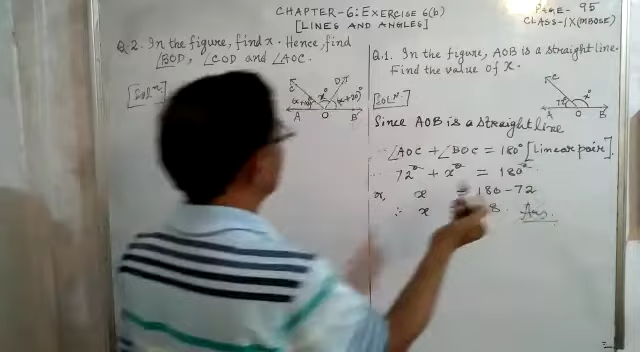 CHAPTER-6: EXERCISE 6(b)
[LINES AND ANGLES]
PAGE- 95
CLASS-IX(MBOSE)
Q.2. In the figure, find x. Hence, find
∠BOD, ∠COD and ∠AOC.
[Solⁿ]
C
D
x°
A O B
Q.1. In the figure, AOB is a straight line.
Find the value of x.
[SOLⁿ]
C
72° x°
A O B
Since AOB is a straight line
∠AOC + ∠BOC = 180° [Linear pair].
72° + x° = 180°
x = 180-72
∴ x 8. Ans.